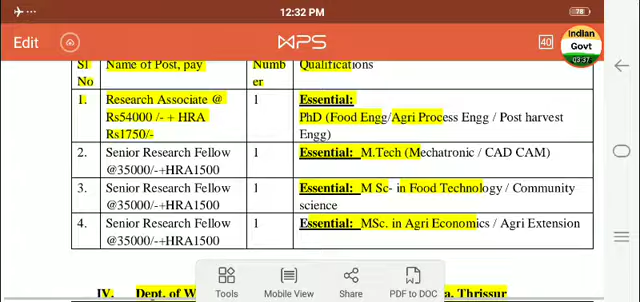 12:32 PM
78
Edit
WPS
40
Indian
Govt
03:37
Sl Name of Post, pay Numb Qualifications
No er
1. Research Associate @ 1 Essential:
Rs54000 /- + HRA PhD (Food Engg/Agri Process Engg / Post harvest
Rs1750/- Engg)
2. Senior Research Fellow 1 Essential: M.Tech (Mechatronic / CAD CAM)
@35000/-+HRA1500
3. Senior Research Fellow 1 Essential: M Sc- in Food Technology / Community
@35000/-+HRA1500 science
4. Senior Research Fellow 1 Essential: MSc. in Agri Economics / Agri Extension
@35000/-+HRA1500
IV. Dept. of W a. Thrissur
Tools Mobile View Share PDF to DOC